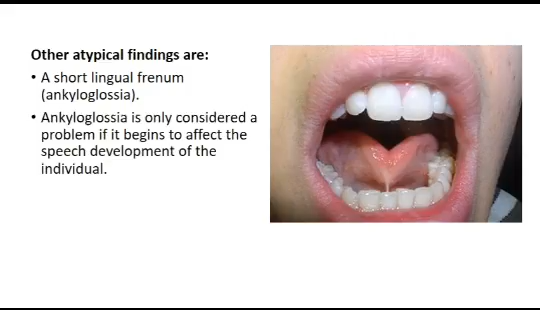 Other atypical findings are:
• A short lingual frenum
(ankyloglossia).
• Ankyloglossia is only considered a
problem if it begins to affect the
speech development of the
individual.